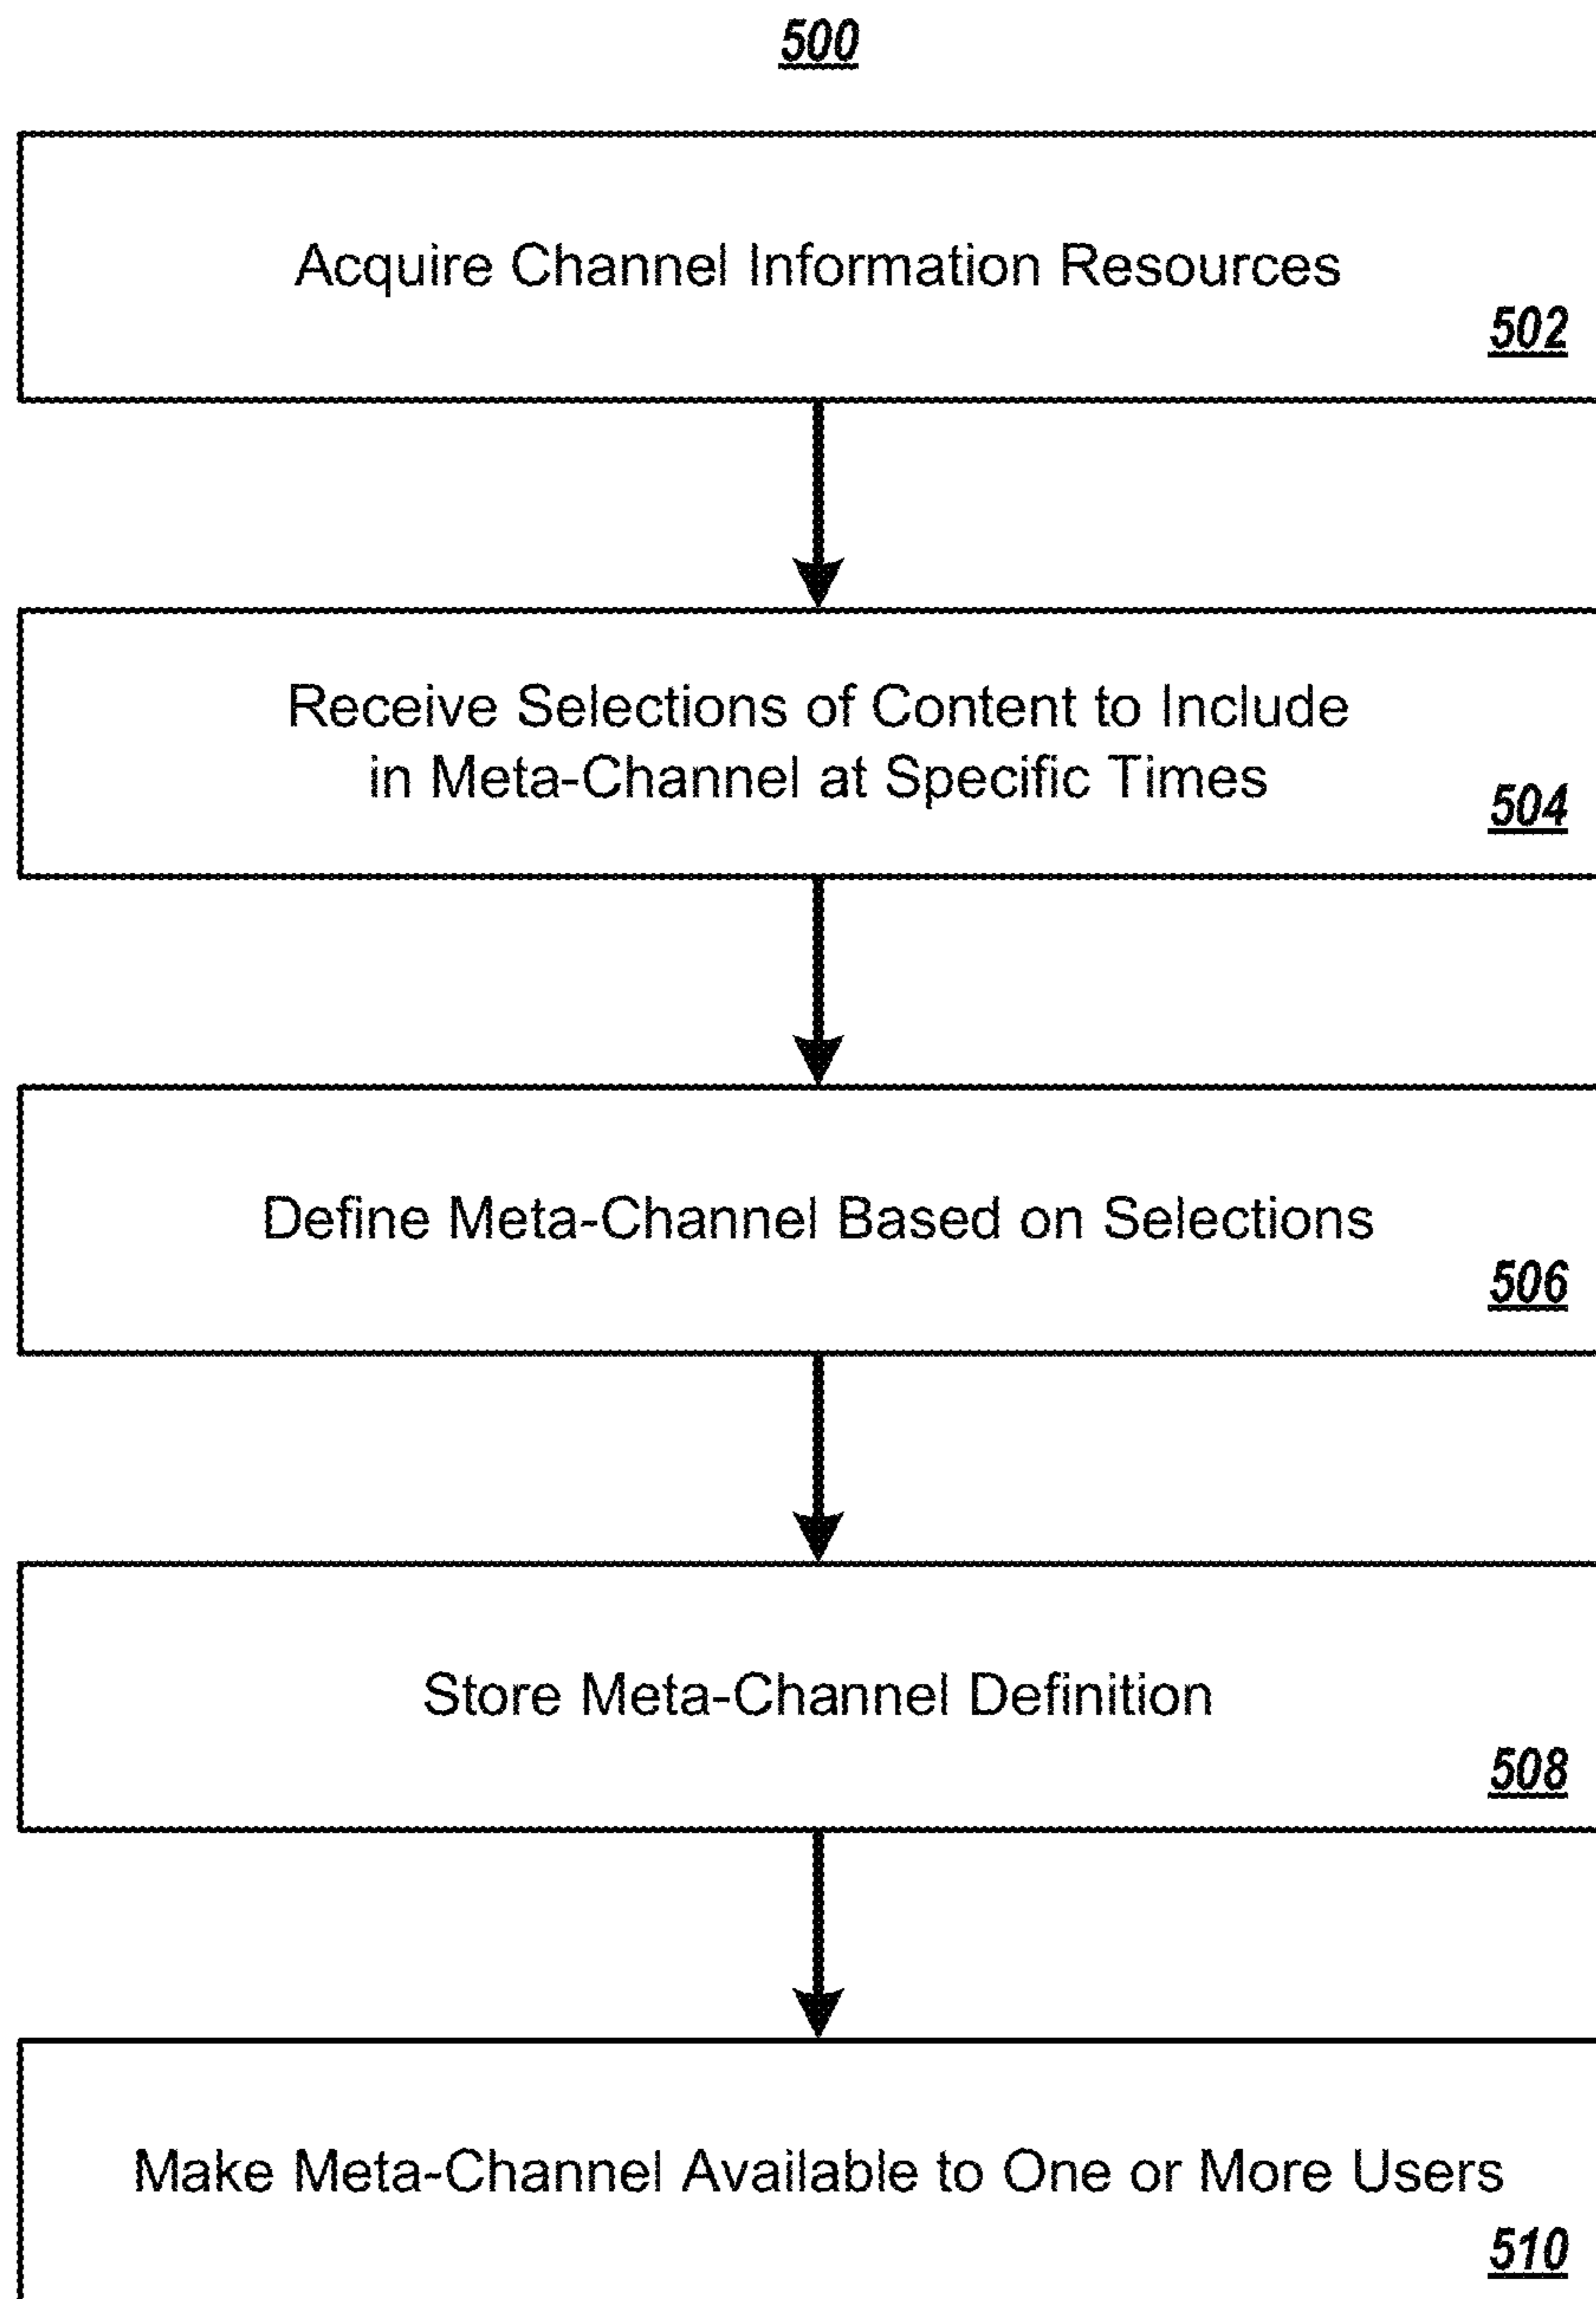 500
Acquire Channel Information Resources
502
Receive Selections of Content to Include
in Meta-Channel at Specific Times
504
Define Meta-Channel Based on Selections
506
Store Meta-Channel Definition
508
Make Meta-Channel Available to One or More Users
510